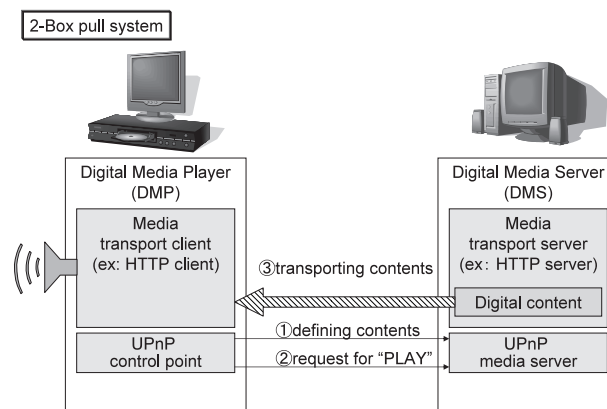 2-Box pull system
Digital Media Player
(DMP)
Media
transport client
(ex: HTTP client)
UPnP
control point
③transporting contents
①defining contents
②request for “PLAY”
Digital Media Server
(DMS)
Media
transport server
(ex: HTTP server)
Digital content
UPnP
media server